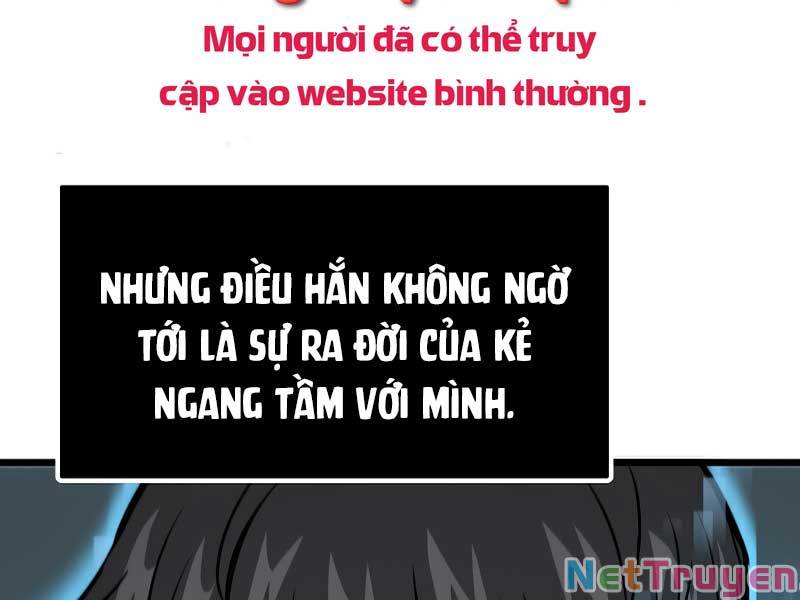 Mọi người đã có thể truy
cập vào website bình thường .
NHƯNG ĐIỀU HẮN KHÔNG NGỜ
TỚI LÀ SỰ RA ĐỜI CỦA KẺ
NGANG TẦM VỚI MÌNH.
NetTruyen